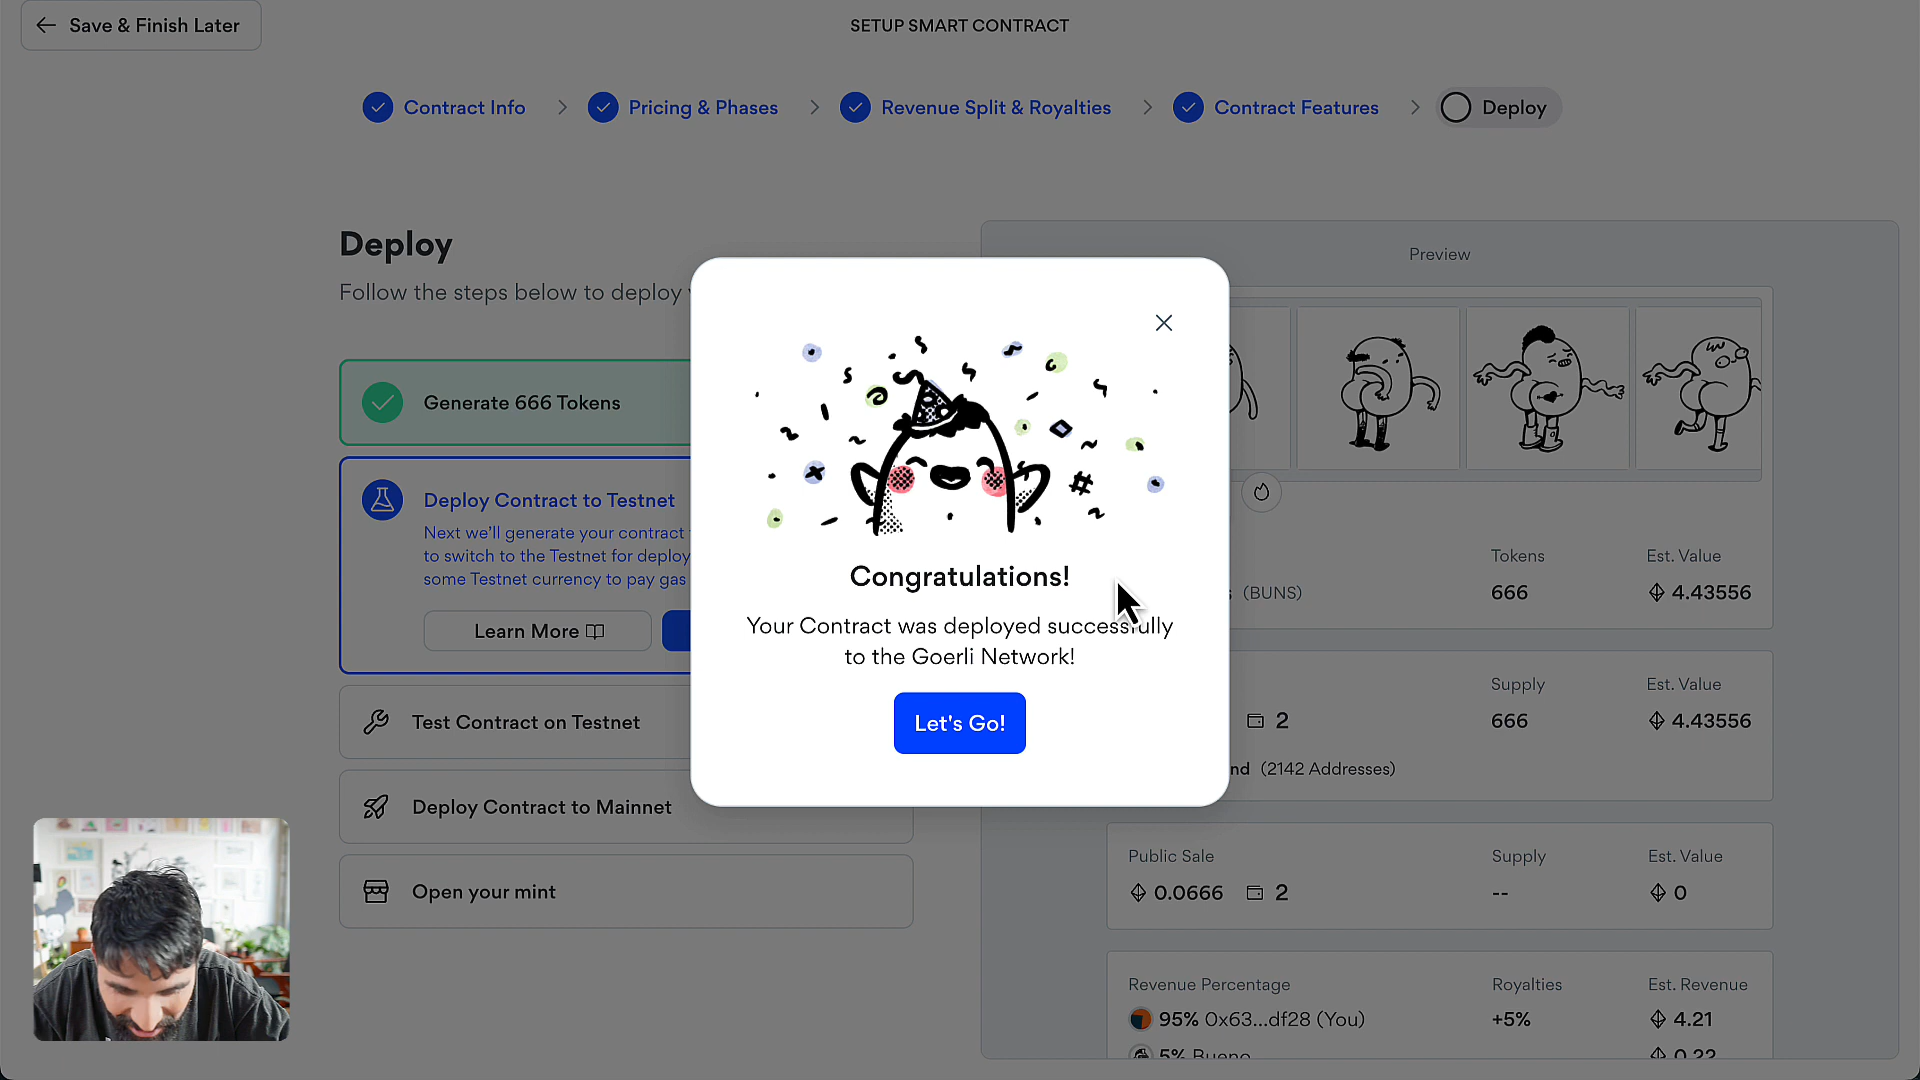 Save & Finish Later
SETUP SMART CONTRACT
Contract Info
Pricing & Phases
Revenue Split & Royalties
Contract Features
Deploy
Deploy
Follow the steps below to deploy
Generate 666 Tokens
Deploy Contract to Testnet
Next we'll generate your contract
to switch to the Testnet for deploy
some Testnet currency to pay gas
Learn More
Test Contract on Testnet
Deploy Contract to Mainnet
Open your mint
Congratulations!
Your Contract was deployed successfully
to the Goerli Network!
Let's Go!
Preview
(BUNS)
Tokens
666
Est. Value
4.43556
2
Supply
666
Est. Value
4.43556
nd (2142 Addresses)
Public Sale
0.0666 2
Supply
--
Est. Value
0
Revenue Percentage
Royalties
Est. Revenue
95% 0x63...df28 (You)
+5%
4.21
5% Bueno
0.22